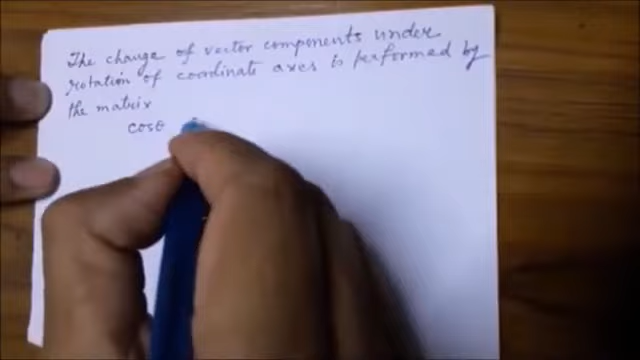 The change of vector components under
rotation of coordinate axes is performed by
the matrix
cosθ